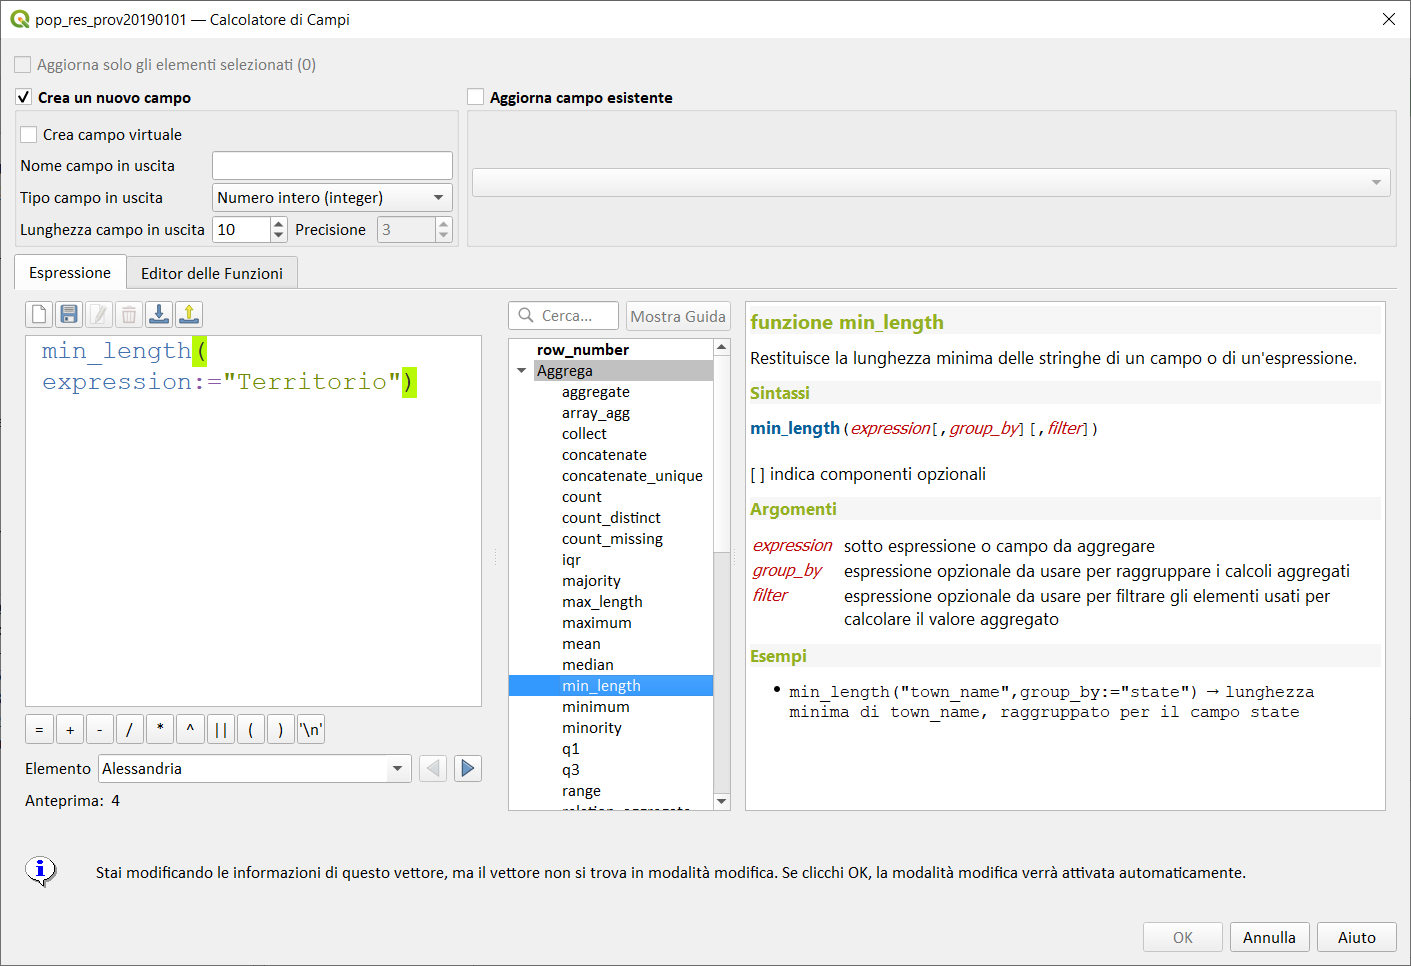 pop_res_prov20190101 — Calcolatore di Campi
Aggiorna solo gli elementi selezionati (0)
Crea un nuovo campo
Aggiorna campo esistente
Crea campo virtuale
Nome campo in uscita
Tipo campo in uscita
Numero intero (integer)
Lunghezza campo in uscita
10
Precisione
3
Espressione
Editor delle Funzioni
min_length(
expression:="Territorio")
=
+
-
/
*
^
||
(
)
'\n'
Elemento
Alessandria
Anteprima: 4
Cerca...
Mostra Guida
row_number
Aggrega
aggregate
array_agg
collect
concatenate
concatenate_unique
count
count_distinct
count_missing
iqr
majority
max_length
maximum
mean
median
min_length
minimum
minority
q1
q3
range
relation_aggregate
funzione min_length
Restituisce la lunghezza minima delle stringhe di un campo o di un'espressione.
Sintassi
min_length(expression[,group_by][,filter])
[ ] indica componenti opzionali
Argomenti
expression sotto espressione o campo da aggregare
group_by espressione opzionale da usare per raggruppare i calcoli aggregati
filter espressione opzionale da usare per filtrare gli elementi usati per
calcolare il valore aggregato
Esempi
• min_length("town_name",group_by:="state") → lunghezza
minima di town_name, raggruppato per il campo state
Stai modificando le informazioni di questo vettore, ma il vettore non si trova in modalità modifica. Se clicchi OK, la modalità modifica verrà attivata automaticamente.
OK
Annulla
Aiuto